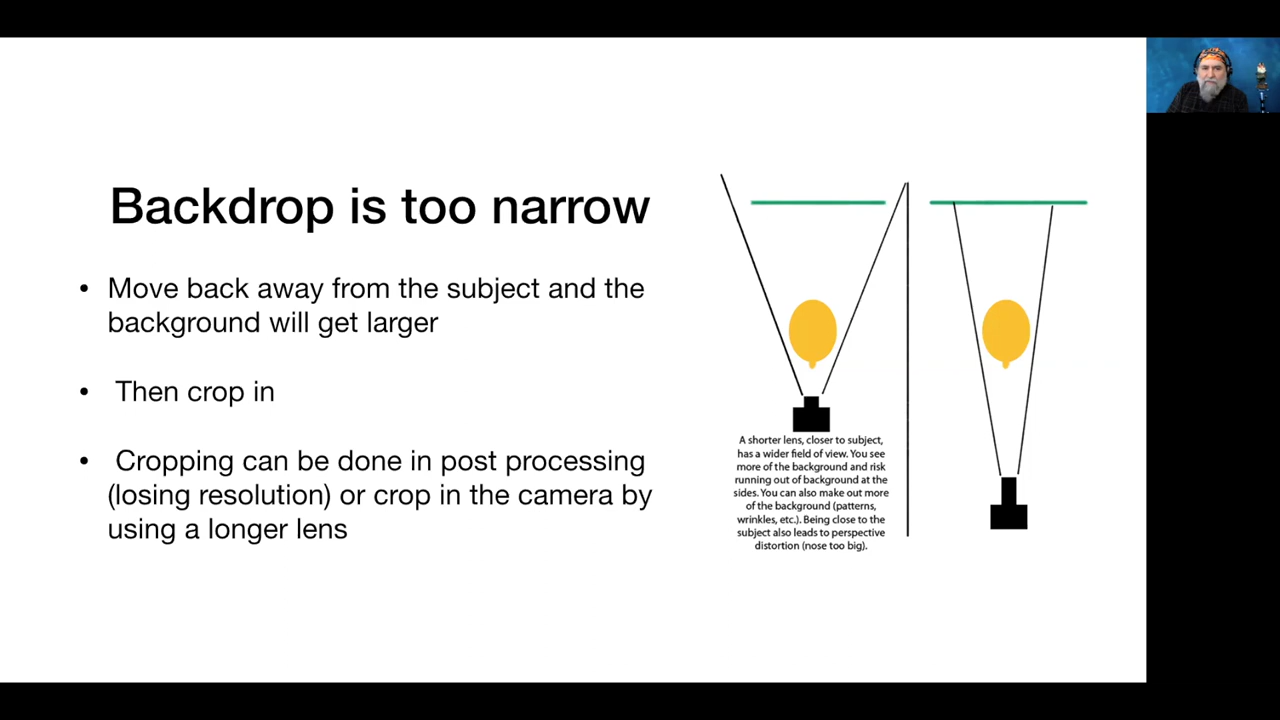 Backdrop is too narrow
• Move back away from the subject and the
background will get larger
• Then crop in
• Cropping can be done in post processing
(losing resolution) or crop in the camera by
using a longer lens
A shorter lens, closer to subject,
has a wider field of view. You see
more of the background and risk
running out of background at the
sides. You can also make out more
of the background (patterns,
wrinkles, etc.). Being close to the
subject also leads to perspective
distortion (nose too big).